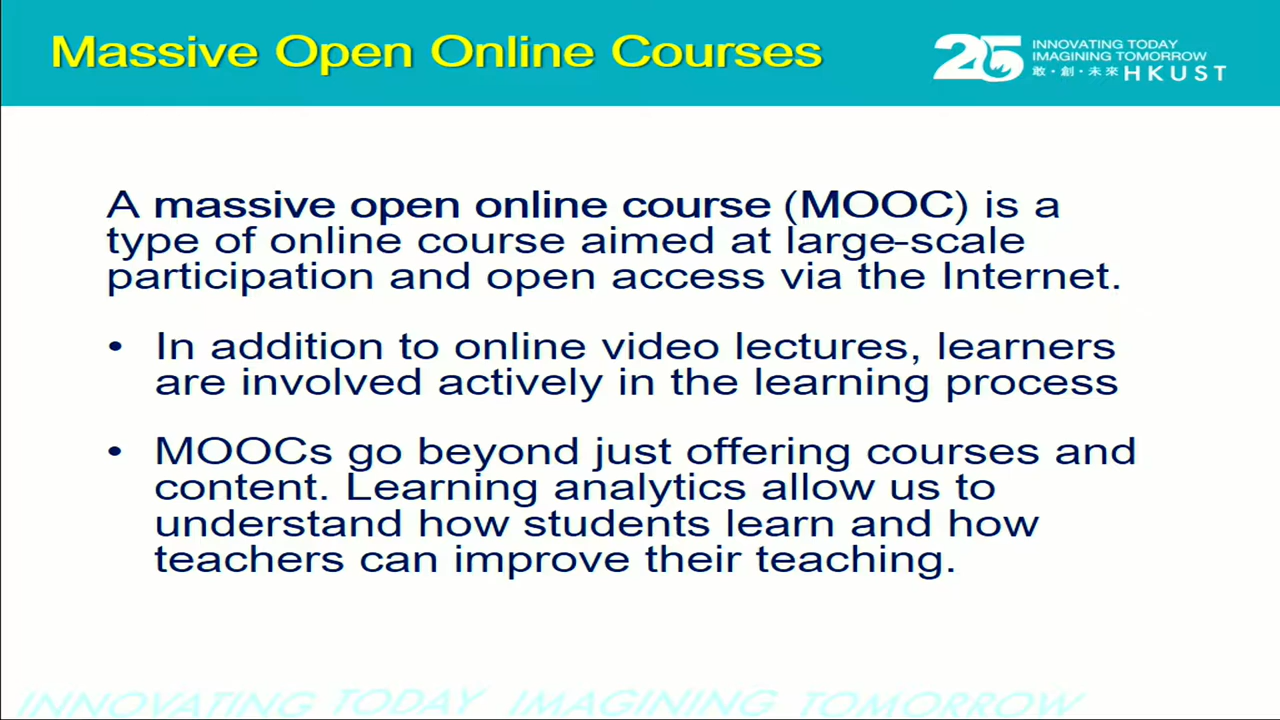 Massive Open Online Courses
25
INNOVATING TODAY
IMAGINING TOMORROW
敢·創·未來 HKUST
A massive open online course (MOOC) is a
type of online course aimed at large-scale
participation and open access via the Internet.
• In addition to online video lectures, learners
are involved actively in the learning process
• MOOCs go beyond just offering courses and
content. Learning analytics allow us to
understand how students learn and how
teachers can improve their teaching.
INNOVATING TODAY IMAGINING TOMORROW